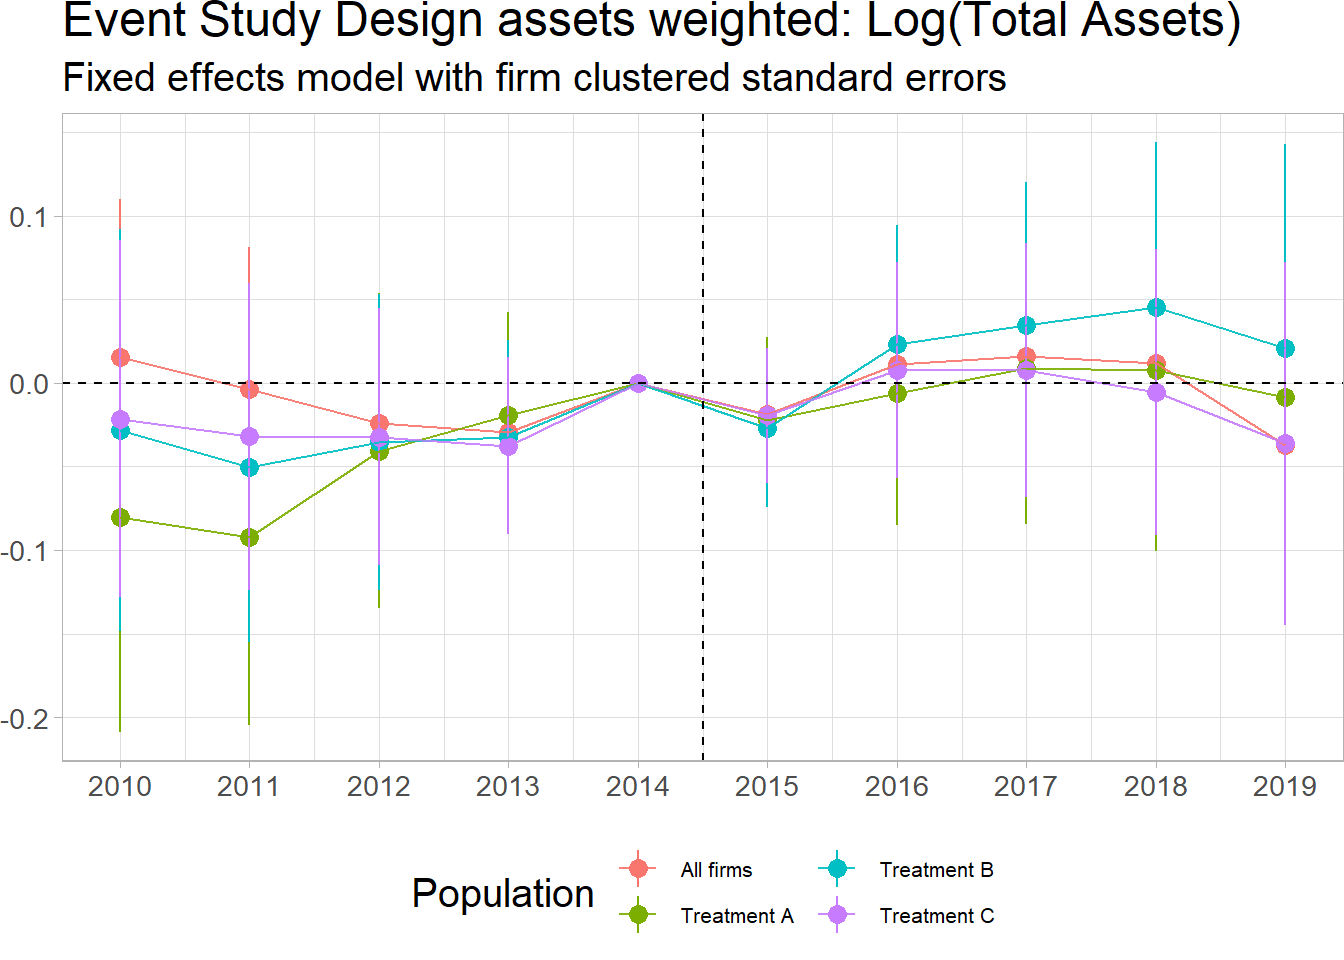 Event Study Design assets weighted: Log(Total Assets)
Fixed effects model with firm clustered standard errors
0.1
0.0
-0.1
-0.2
2010 2011 2012 2013 2014 2015 2016 2017 2018 2019
Population
All firms
Treatment A
Treatment B
Treatment C